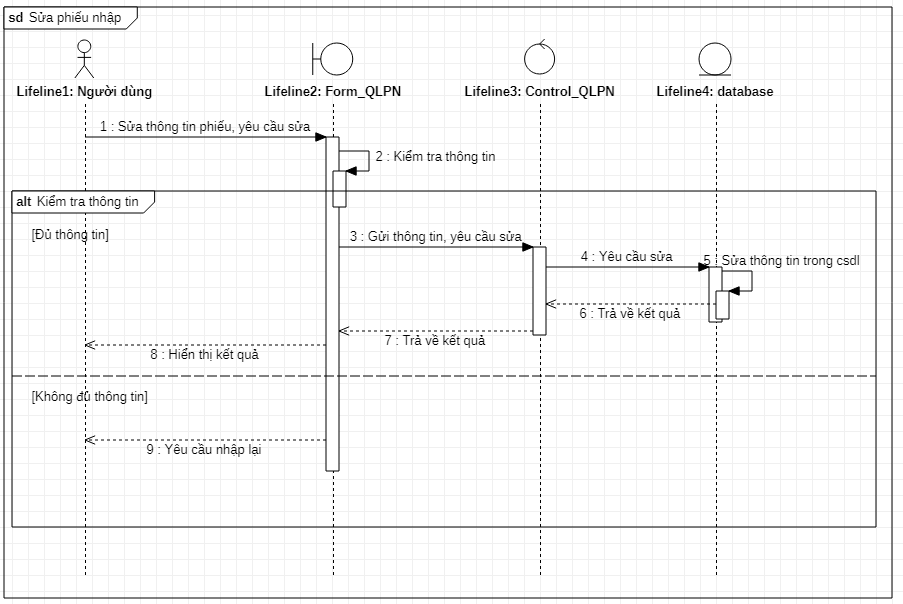 sd Sửa phiếu nhập
Lifeline1: Người dùng
Lifeline2: Form_QLPN
Lifeline3: Control_QLPN
Lifeline4: database
1 : Sửa thông tin phiếu, yêu cầu sửa
2 : Kiểm tra thông tin
alt Kiểm tra thông tin
[Đủ thông tin]
3 : Gửi thông tin, yêu cầu sửa
4 : Yêu cầu sửa
5 : Sửa thông tin trong csdl
6 : Trả về kết quả
7 : Trả về kết quả
8 : Hiển thị kết quả
[Không đủ thông tin]
9 : Yêu cầu nhập lại